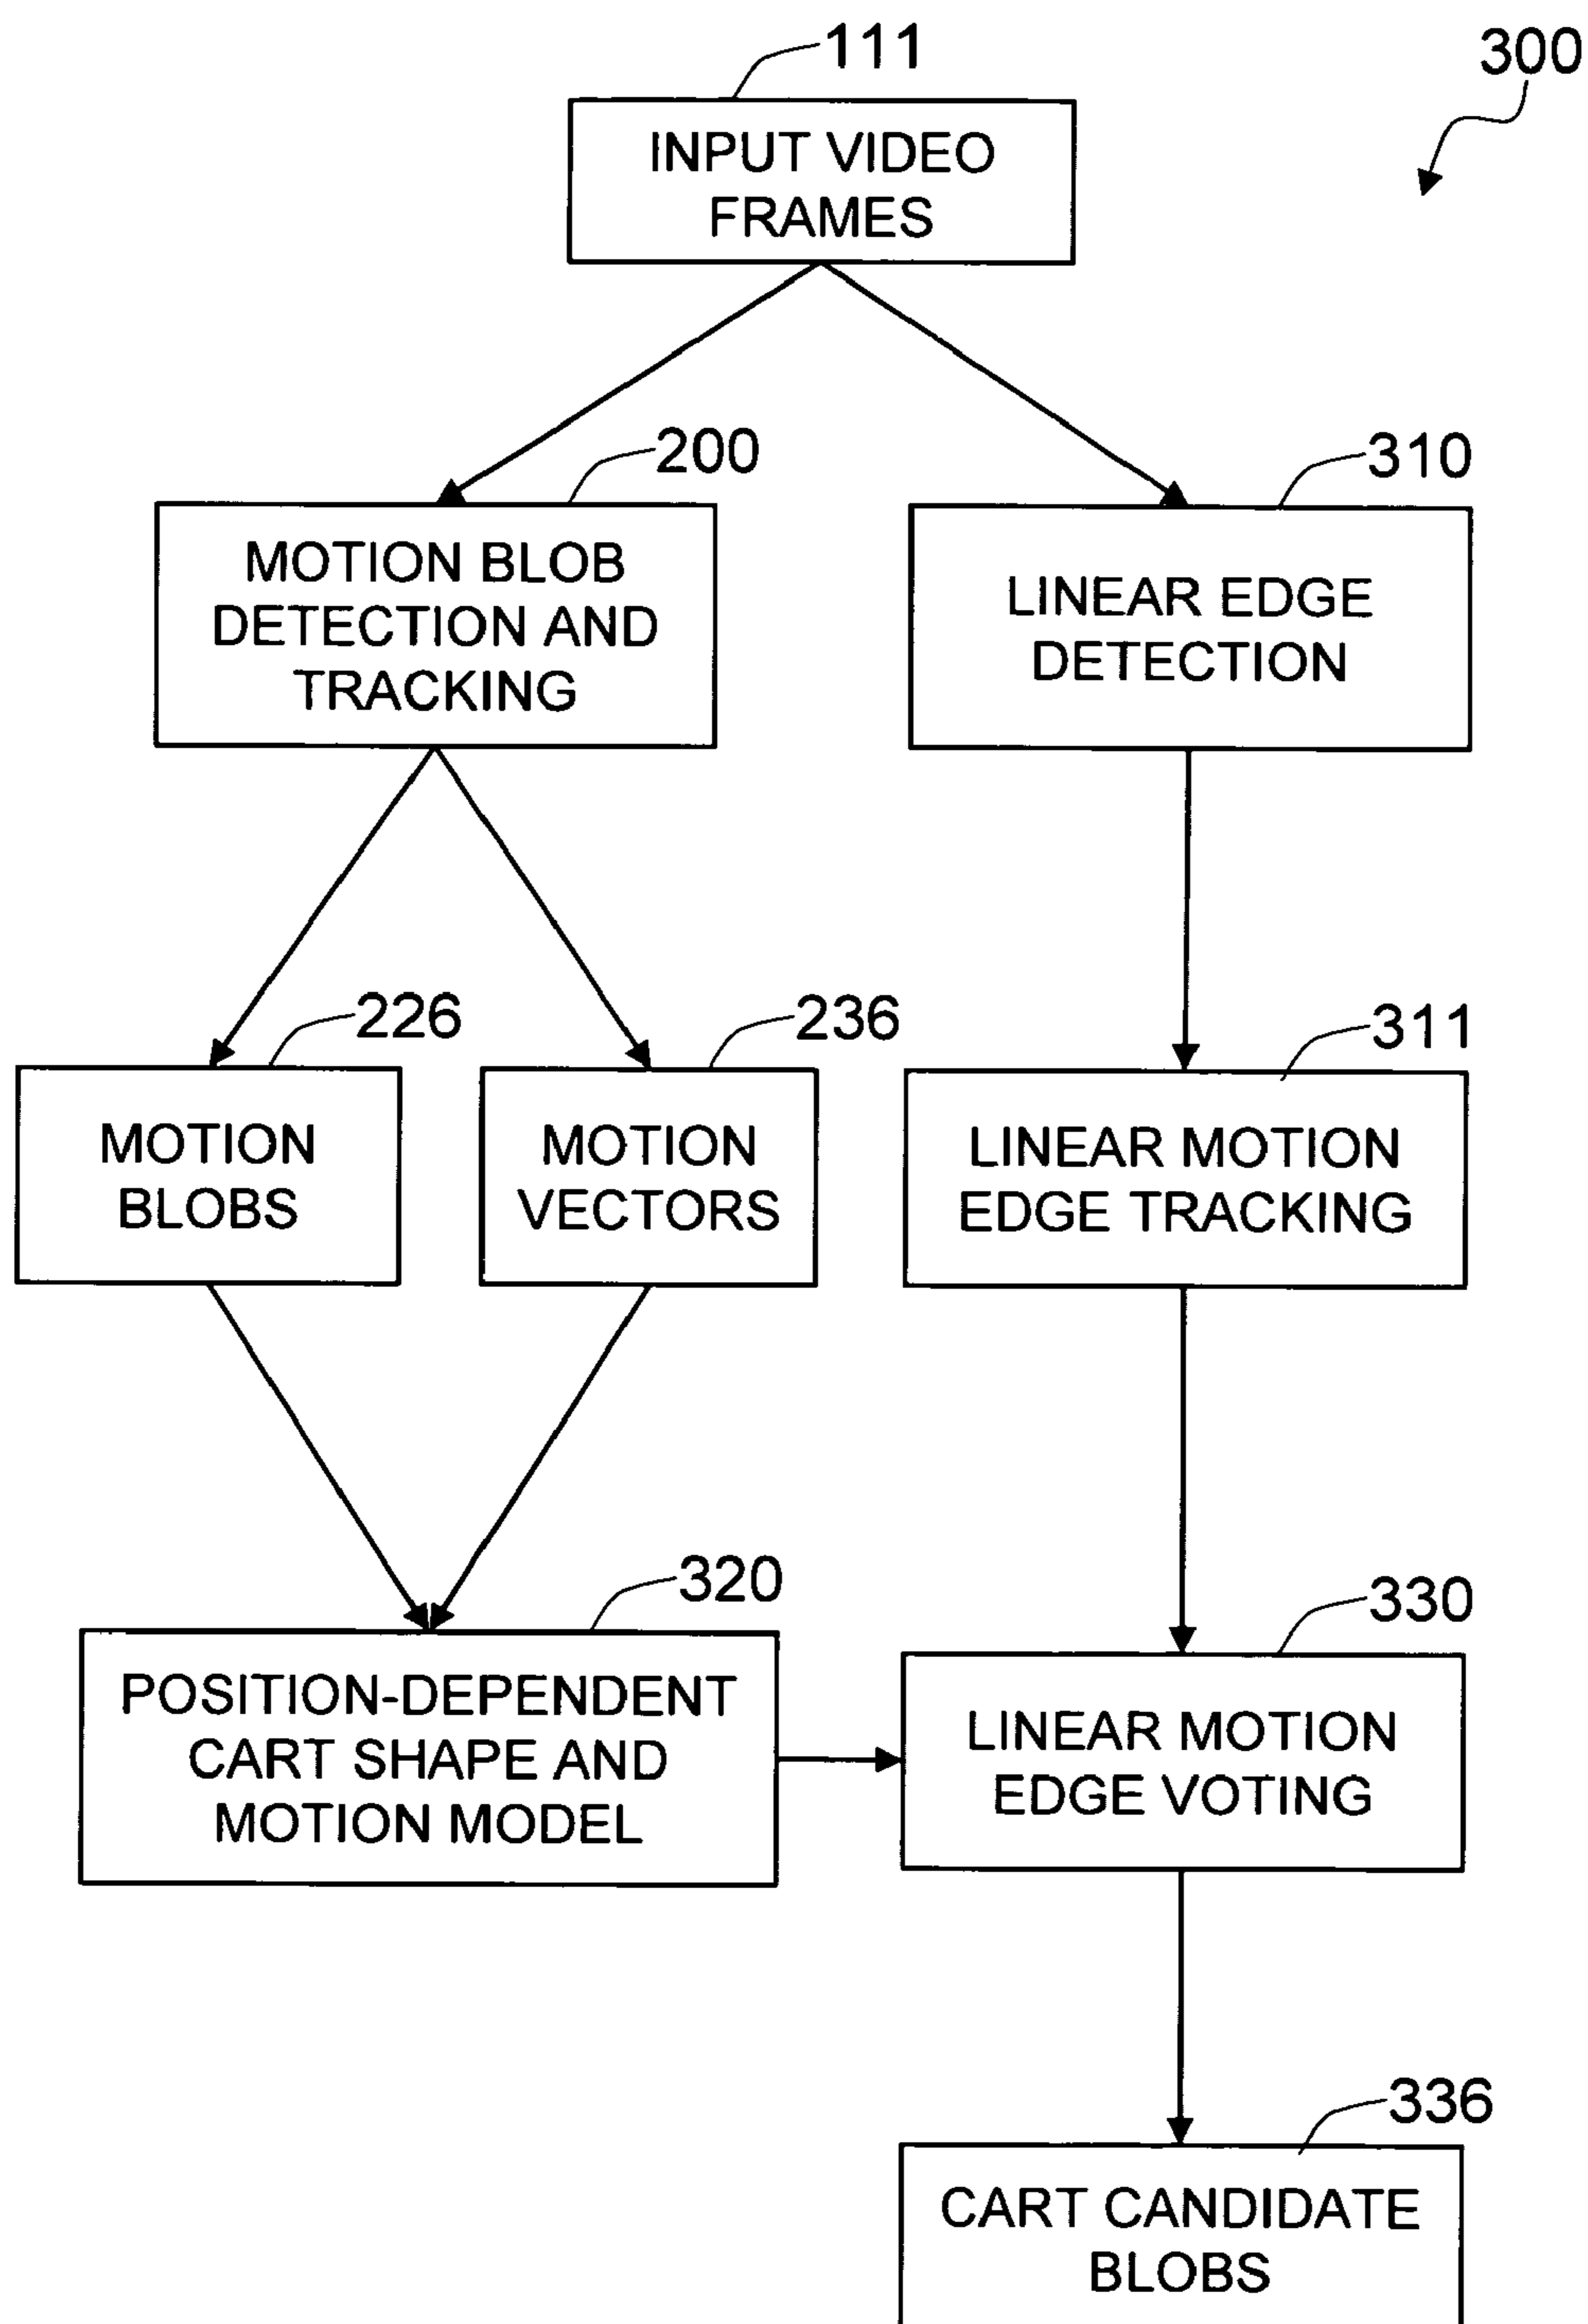 111
300
INPUT VIDEO
FRAMES
200
310
MOTION BLOB
DETECTION AND
TRACKING
LINEAR EDGE
DETECTION
226
236
311
MOTION
BLOBS
MOTION
VECTORS
LINEAR MOTION
EDGE TRACKING
320
330
POSITION-DEPENDENT
CART SHAPE AND
MOTION MODEL
LINEAR MOTION
EDGE VOTING
336
CART CANDIDATE
BLOBS